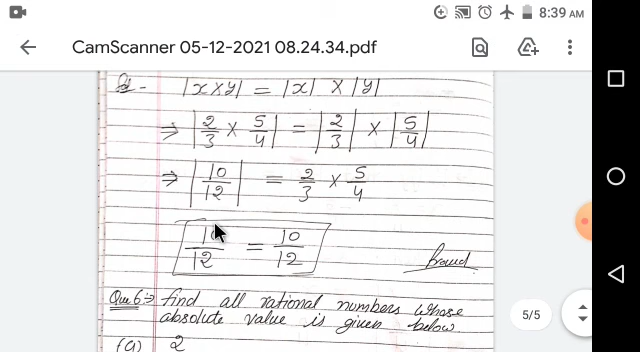 8:39 AM
CamScanner 05-12-2021 08.24.34.pdf
Sol - |x×y| = |x| × |y|
⇒ |2/3 × 5/4| = |2/3| × |5/4|
⇒ |10/12| = 2/3 × 5/4
10/12 = 10/12
Proved
Que 6:⇒ find all rational numbers whose
absolute value is given below
5/5
(a) 2